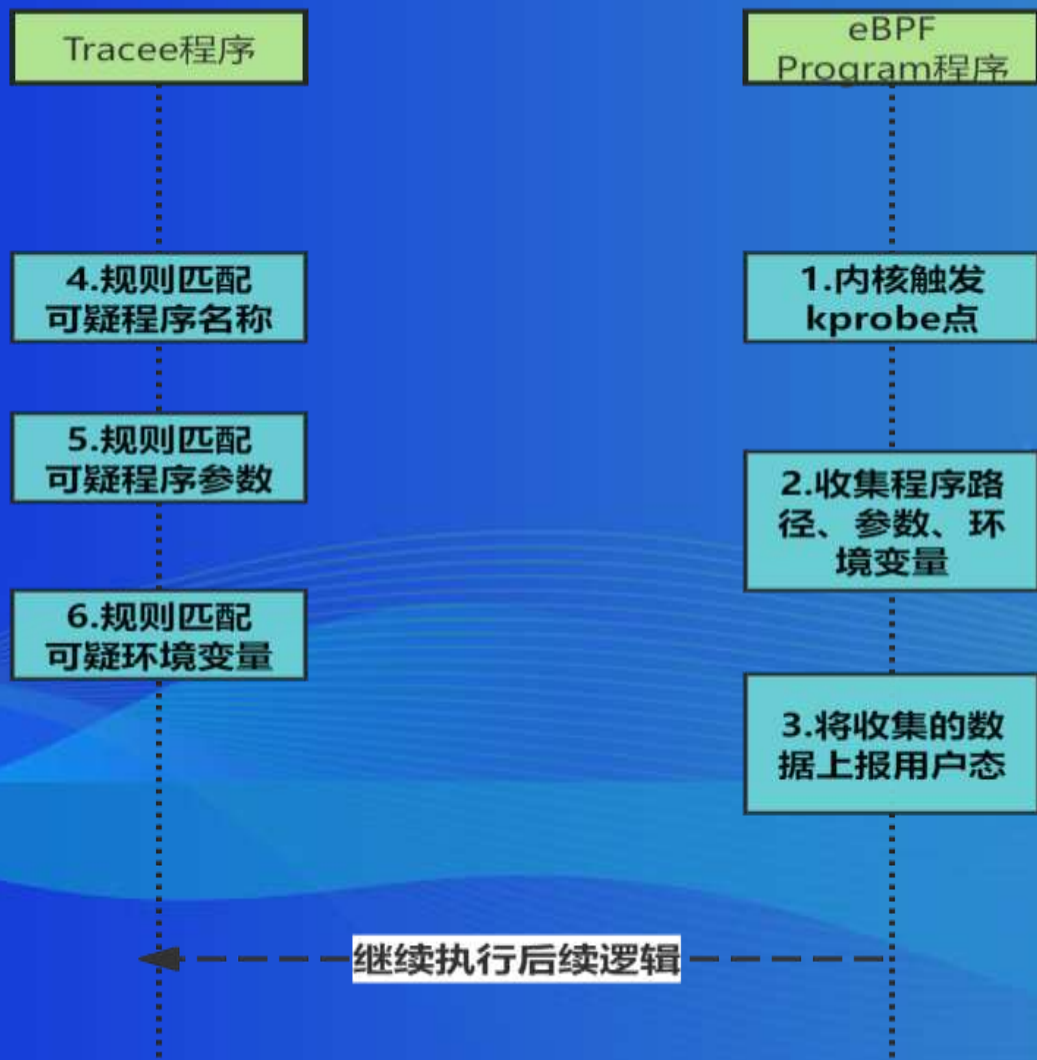 Tracee程序
eBPF
Program程序
4.规则匹配
可疑程序名称
1.内核触发
kprobe点
5.规则匹配
可疑程序参数
2.收集程序路
径、参数、环
境变量
6.规则匹配
可疑环境变量
3.将收集的数
据上报用户态
继续执行后续逻辑